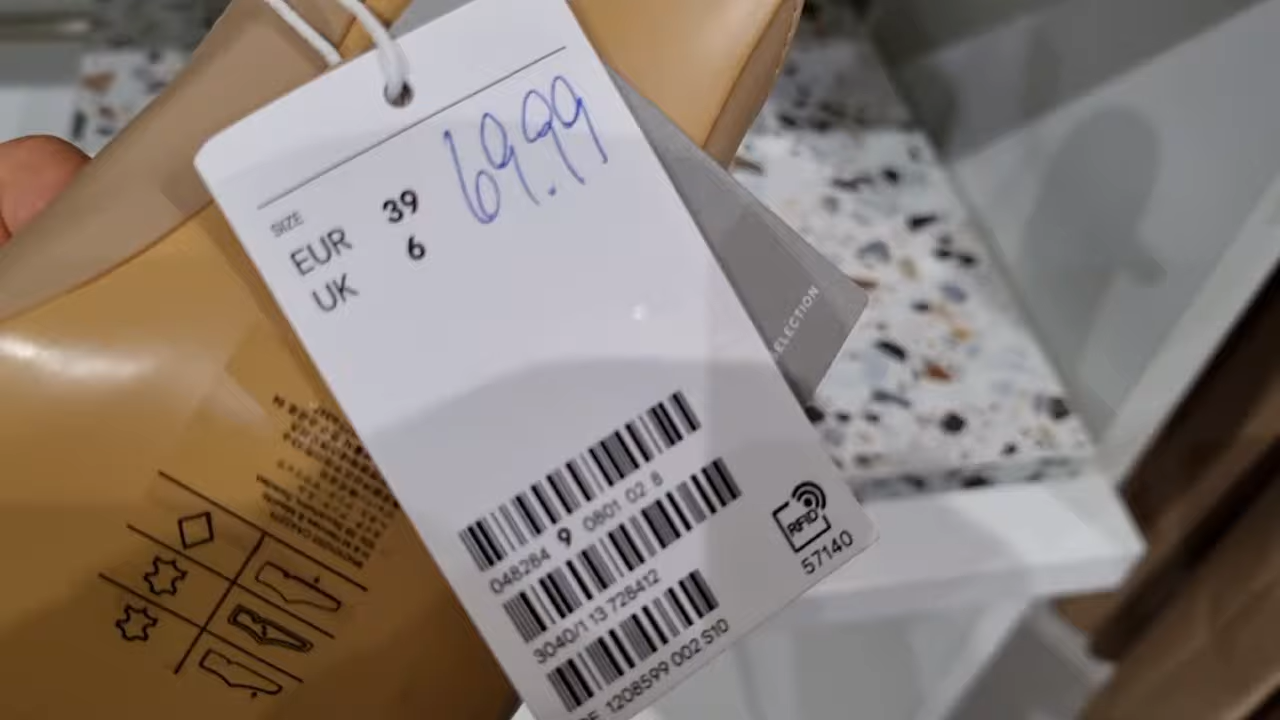 69.99
SIZE
EUR 39
UK 6
SELECTION
048284 9 0801 02 8
3040/1 13 728412
1208599 002 S10
RFID
57140